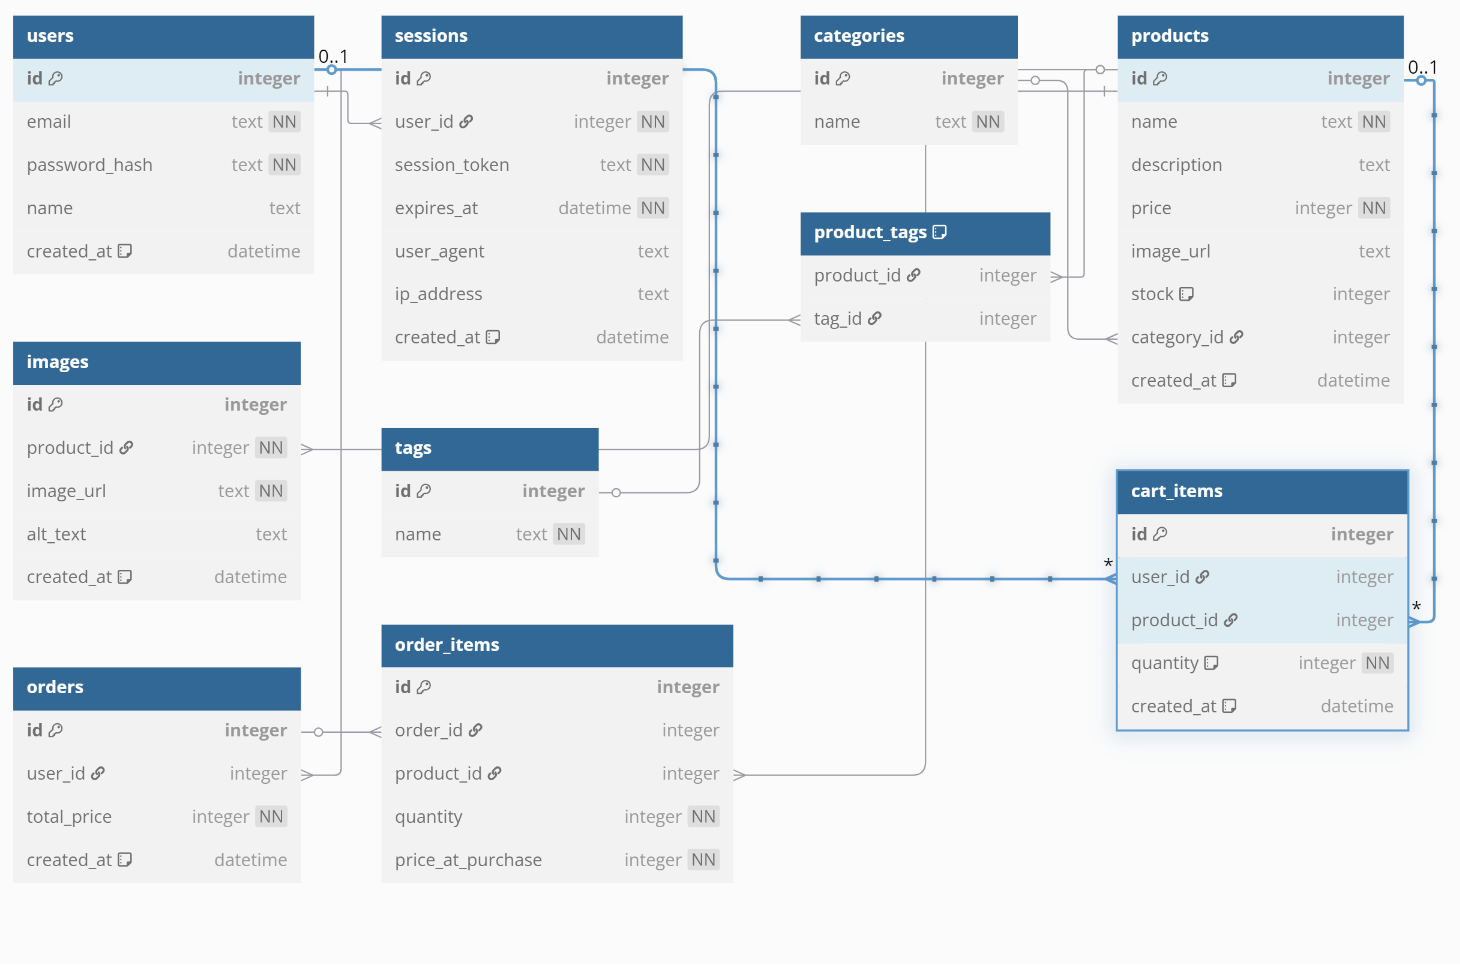 users
id integer
email text NN
password_hash text NN
name text
created_at datetime
0..1
sessions
id integer
user_id integer NN
session_token text NN
expires_at datetime NN
user_agent text
ip_address text
created_at datetime
categories
id integer
name text NN
products
id integer
name text NN
description text
price integer NN
image_url text
stock integer
category_id integer
created_at datetime
0..1
product_tags
product_id integer
tag_id integer
images
id integer
product_id integer NN
image_url text NN
alt_text text
created_at datetime
tags
id integer
name text NN
cart_items
id integer
* user_id integer
product_id integer *
quantity integer NN
created_at datetime
orders
id integer
user_id integer
total_price integer NN
created_at datetime
order_items
id integer
order_id integer
product_id integer
quantity integer NN
price_at_purchase integer NN